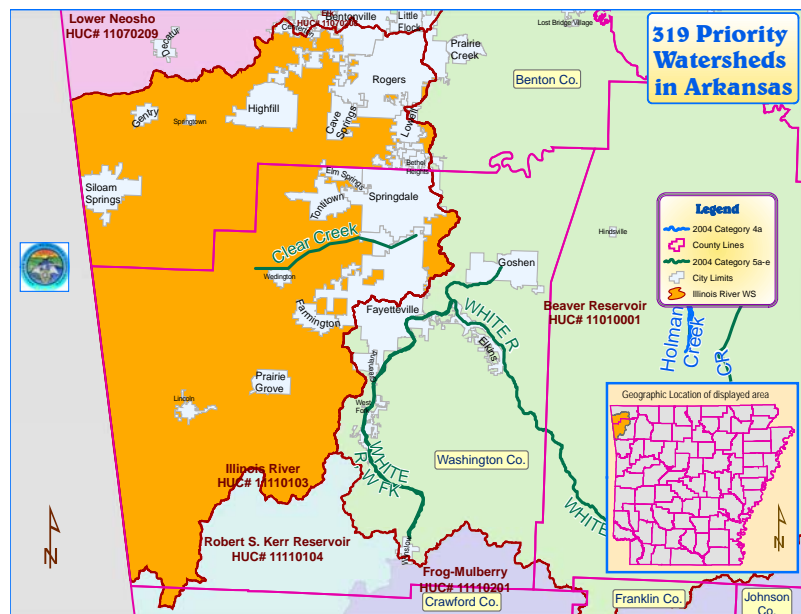 319 Priority
Watersheds
in Arkansas
Lower Neosho
HUC# 11070209
Decatur
Centerton
HUC# 11070208
Bentonville
Little
Flock
Lost Bridge Village
Prairie
Creek
Benton Co.
Rogers
Highfill
Gentry
Springtown
Cave
Springs
Lowell
Bethel
Heights
Siloam
Springs
Elm Springs
Tontitown
Springdale
Hindsville
Clear Creek
Wedington
Goshen
Fayetteville
Farmington
WHITE R
Beaver Reservoir
HUC# 11010001
Elkins
Greenland
Prairie
Grove
Lincoln
West
Fork
WHITE
R, W FK
Washington Co.
WHITE
Illinois River
HUC# 11110103
Robert S. Kerr Reservoir
HUC# 11110104
Winslow
Frog-Mulberry
HUC# 11110201
Crawford Co.
Franklin Co.
Johnson
Co.
N
N
Legend
2004 Category 4a
County Lines
2004 Category 5a-e
City Limits
Illinois River WS
Holman
Creek
Geographic Location of displayed area
N